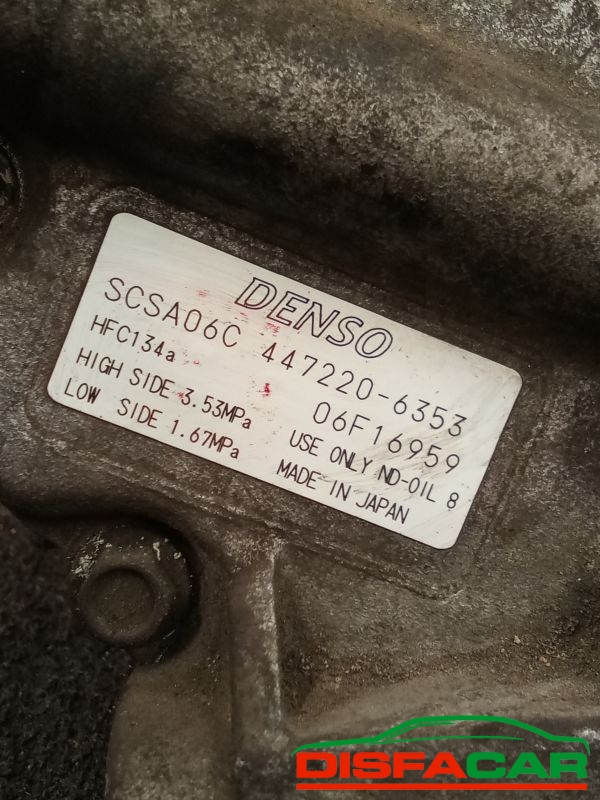 DENSO
SCSA06C 447220-6353
HFC134a 06F16959
HIGH SIDE 3.53MPa USE ONLY ND-OIL 8
LOW SIDE 1.67MPa MADE IN JAPAN
DISFACAR